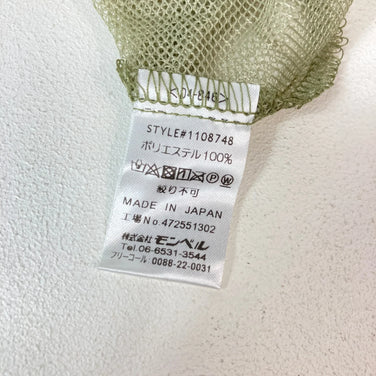 <04-846>
STYLE#1108748
ポリエステル100%
絞り不可
MADE IN JAPAN
工場No.472551302
株式会社モンベル
Tel.06-6531-3544
フリーコール:0088-22-0031